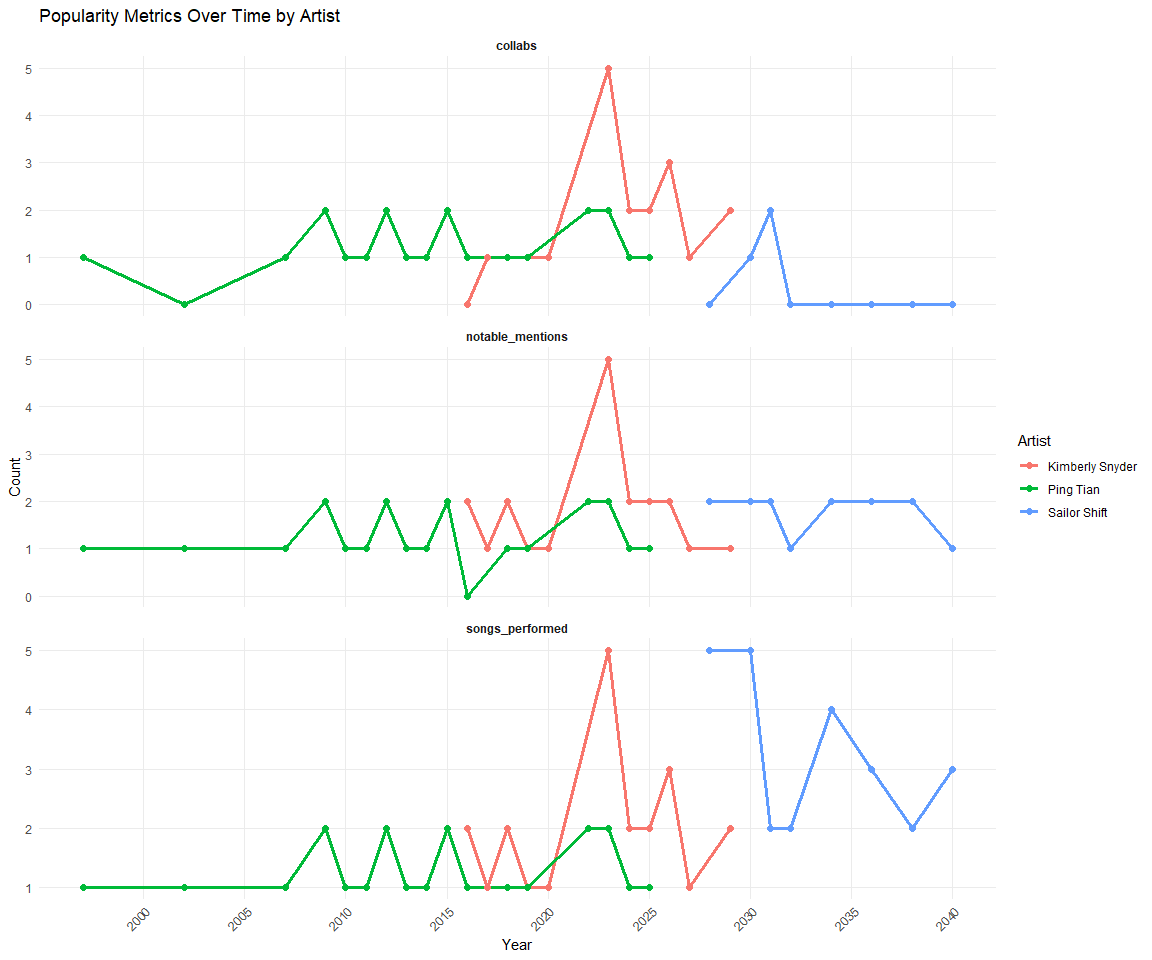 Popularity Metrics Over Time by Artist
collabs
5
4
3
2
1
0
notable_mentions
5
4
3
2
1
0
songs_performed
5
4
3
2
1
2000 2005 2010 2015 2020 2025 2030 2035 2040
Year
Count
Artist
Kimberly Snyder
Ping Tian
Sailor Shift